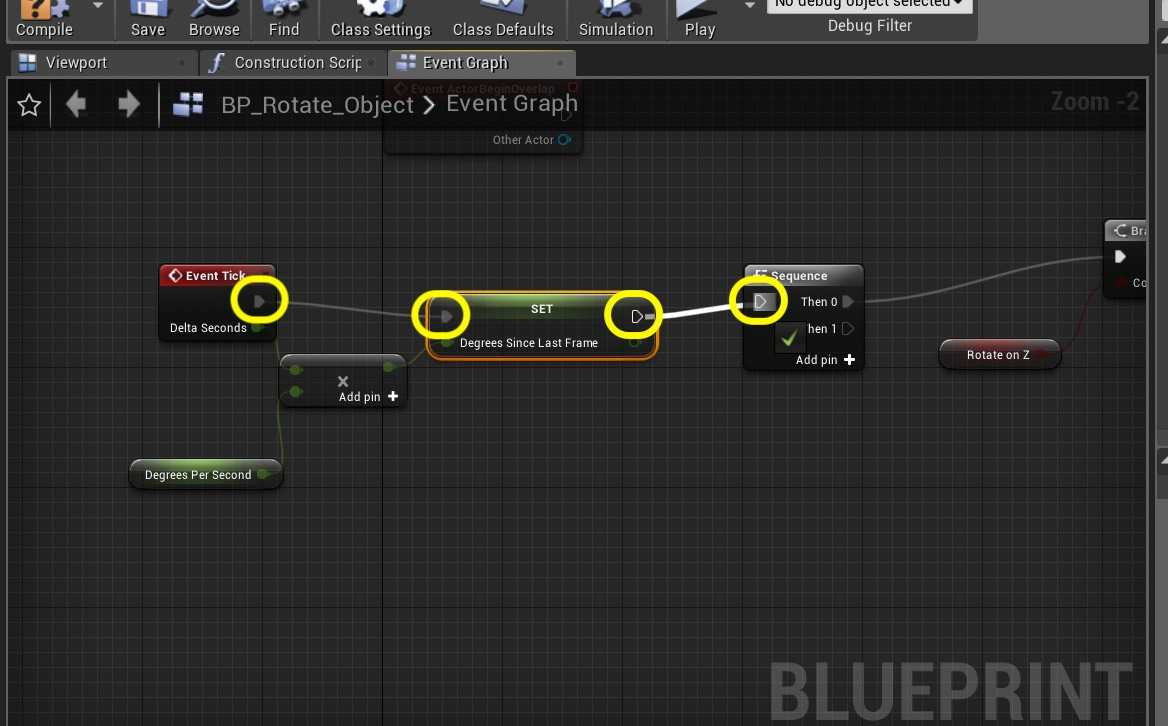 No debug object selected
Compile Save Browse Find Class Settings Class Defaults Simulation Play Debug Filter
Viewport Construction Scrip Event Graph
Event ActorBeginOverlap
BP_Rotate_Object > Event Graph Zoom -2
Other Actor
Event Tick
Delta Seconds
SET
Degrees Since Last Frame
Add pin
Degrees Per Second
Sequence
Then 0
hen 1
Add pin
Bra
Co
Rotate on Z
BLUEPRINT